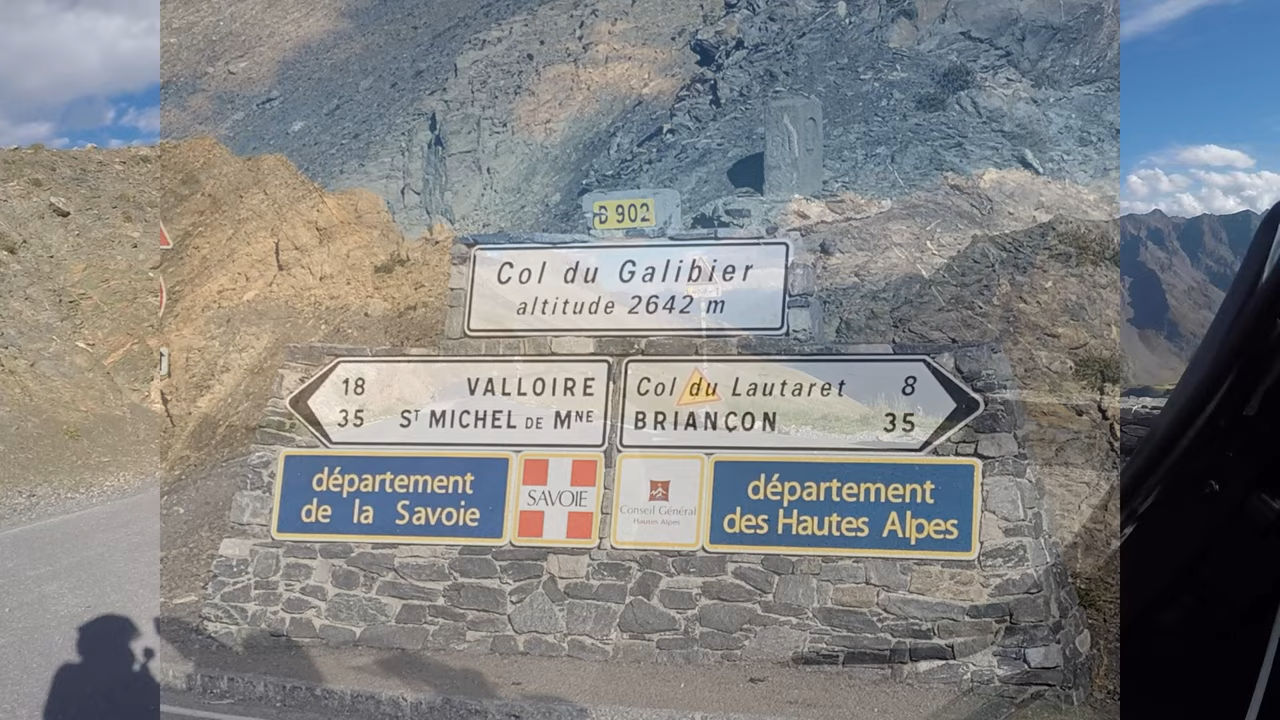 D 902
Col du Galibier
altitude 2642 m
18 VALLOIRE
35 ST MICHEL DE MNE
Col du Lautaret 8
BRIANÇON 35
département
de la Savoie
SAVOIE
Conseil Général
Hautes Alpes
département
des Hautes Alpes